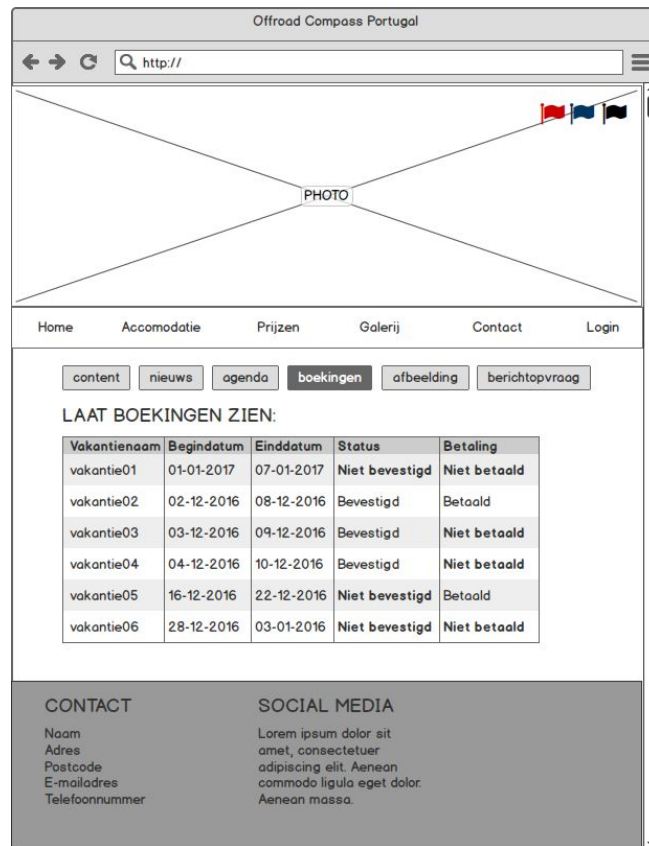 Offroad Compass Portugal
http://
PHOTO
Home Accomodatie Prijzen Galerij Contact Login
content nieuws agenda boekingen afbeelding berichtopvraag
LAAT BOEKINGEN ZIEN:
Vakantienaam Begindatum Einddatum Status Betaling
vakantie01 01-01-2017 07-01-2017 Niet bevestigd Niet betaald
vakantie02 02-12-2016 08-12-2016 Bevestigd Betaald
vakantie03 03-12-2016 09-12-2016 Bevestigd Niet betaald
vakantie04 04-12-2016 10-12-2016 Bevestigd Niet betaald
vakantie05 16-12-2016 22-12-2016 Niet bevestigd Betaald
vakantie06 28-12-2016 03-01-2016 Niet bevestigd Niet betaald
CONTACT
Naam
Adres
Postcode
E-mailadres
Telefoonnummer
SOCIAL MEDIA
Lorem ipsum dolor sit
amet, consectetuer
adipiscing elit. Aenean
commodo ligula eget dolor.
Aenean massa.